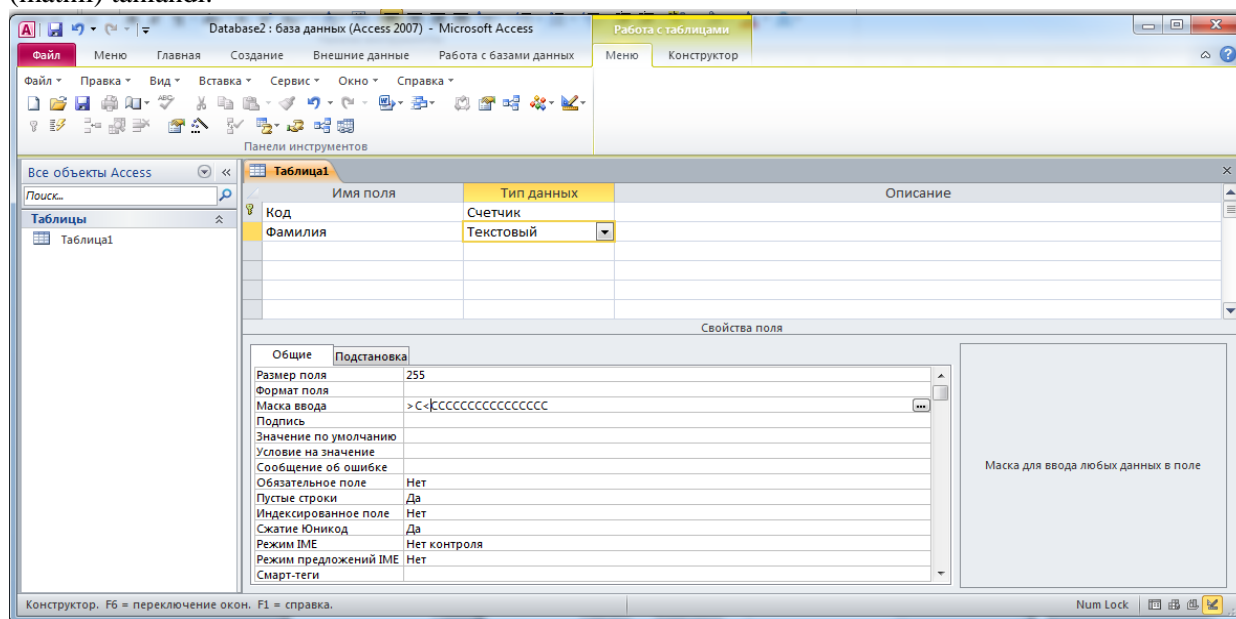 (matnli) tanlandi.
Database2 : база данных (Access 2007) - Microsoft Access
Работа с таблицами
Файл Меню Главная Создание Внешние данные Работа с базами данных Меню Конструктор
Файл Правка Вид Вставка Сервис Окно Справка
Панели инструментов
Все объекты Access
Таблица1
Поиск...
Имя поля Тип данных Описание
Таблицы
Код Счетчик
Таблица1
Фамилия Текстовый
Свойства поля
Общие Подстановка
Размер поля 255
Формат поля
Маска ввода >C<CCCCCCCCCCCCCCCC
Подпись
Значение по умолчанию
Условие на значение
Сообщение об ошибке
Обязательное поле Нет
Пустые строки Да
Индексированное поле Нет
Сжатие Юникод Да
Режим IME Нет контроля
Режим предложений IME Нет
Смарт-теги
Маска для ввода любых данных в поле
Конструктор. F6 = переключение окон. F1 = справка.
Num Lock